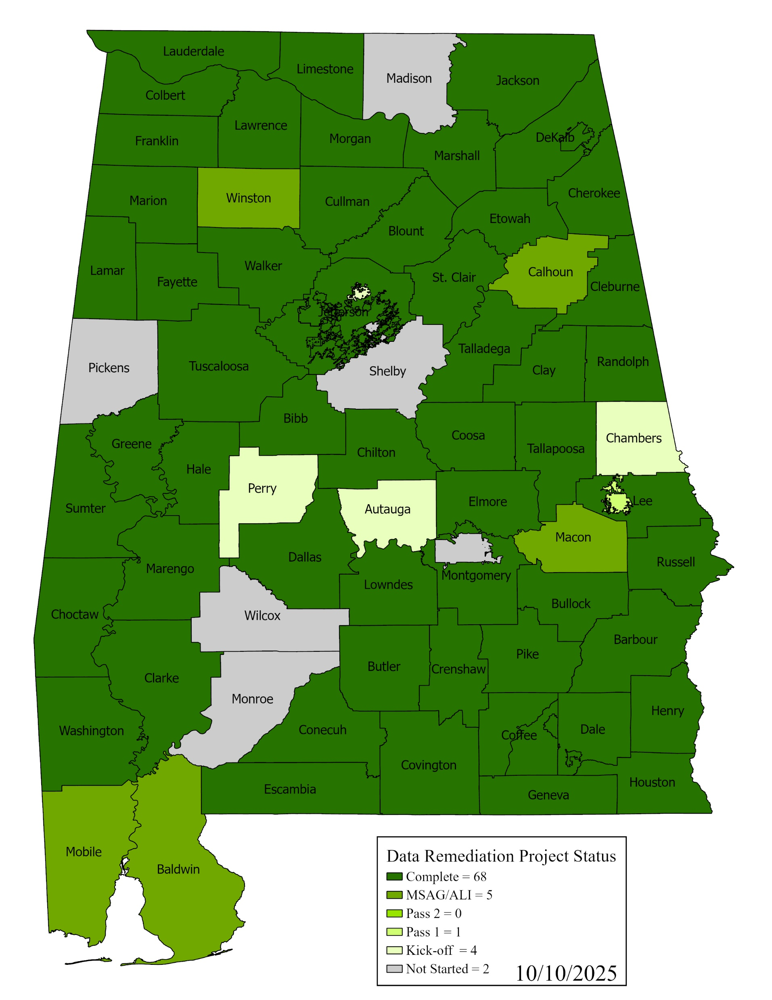 Lauderdale
Limestone
Madison
Jackson
Colbert
Lawrence
Franklin
Morgan
DeKalb
Marshall
Marion
Winston
Cullman
Cherokee
Etowah
Blount
Lamar
Fayette
Walker
St. Clair
Calhoun
Cleburne
Jefferson
Pickens
Tuscaloosa
Shelby
Talladega
Clay
Randolph
Bibb
Greene
Chilton
Coosa
Tallapoosa
Chambers
Hale
Perry
Autauga
Elmore
Lee
Sumter
Macon
Dallas
Marengo
Montgomery
Russell
Lowndes
Choctaw
Wilcox
Bullock
Barbour
Clarke
Butler
Crenshaw
Pike
Monroe
Washington
Conecuh
Coffee
Dale
Henry
Covington
Escambia
Geneva
Houston
Mobile
Baldwin
Data Remediation Project Status
Complete = 68
MSAG/ALI = 5
Pass 2 = 0
Pass 1 = 1
Kick-off = 4
Not Started = 2
10/10/2025